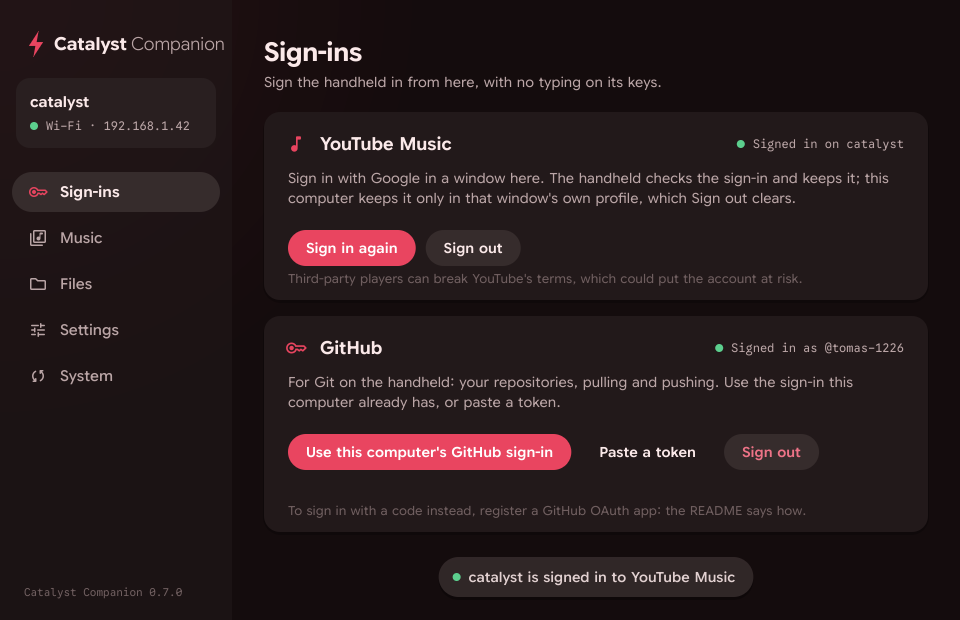 Catalyst Companion
catalyst
Wi-Fi · 192.168.1.42
Sign-ins
Music
Files
Settings
System
Catalyst Companion 0.7.0
Sign-ins
Sign the handheld in from here, with no typing on its keys.
YouTube Music
Signed in on catalyst
Sign in with Google in a window here. The handheld checks the sign-in and keeps it; this
computer keeps it only in that window's own profile, which Sign out clears.
Sign in again
Sign out
Third-party players can break YouTube's terms, which could put the account at risk.
GitHub
Signed in as @tomas-1226
For Git on the handheld: your repositories, pulling and pushing. Use the sign-in this
computer already has, or paste a token.
Use this computer's GitHub sign-in
Paste a token
Sign out
To sign in with a code instead, register a GitHub OAuth app: the README says how.
catalyst is signed in to YouTube Music